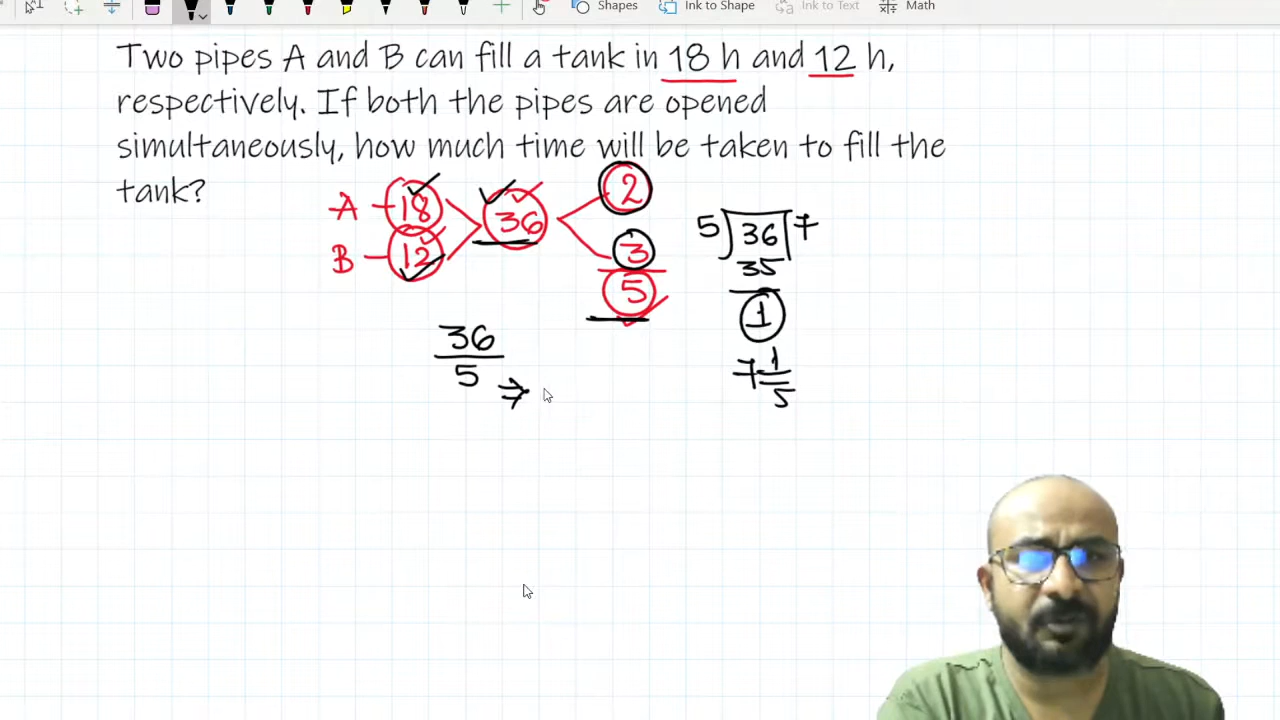 Shapes Ink to Shape Ink to Text Math
Two pipes A and B can fill a tank in 18 h and 12 h,
respectively. If both the pipes are opened
simultaneously, how much time will be taken to fill the
tank?
A - 18 36 2
B - 12 3
5
36
5 ⇒
5 36 7
35
1
7 1/5